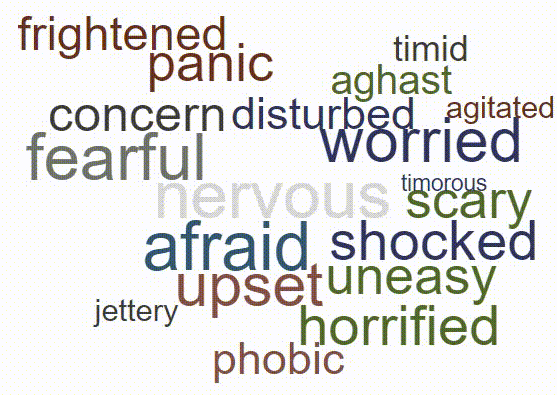 frightened
timid
panic
aghast
agitated
concern
disturbed
worried
fearful
timorous
nervous
scary
afraid
shocked
upset
uneasy
jettery
horrified
phobic